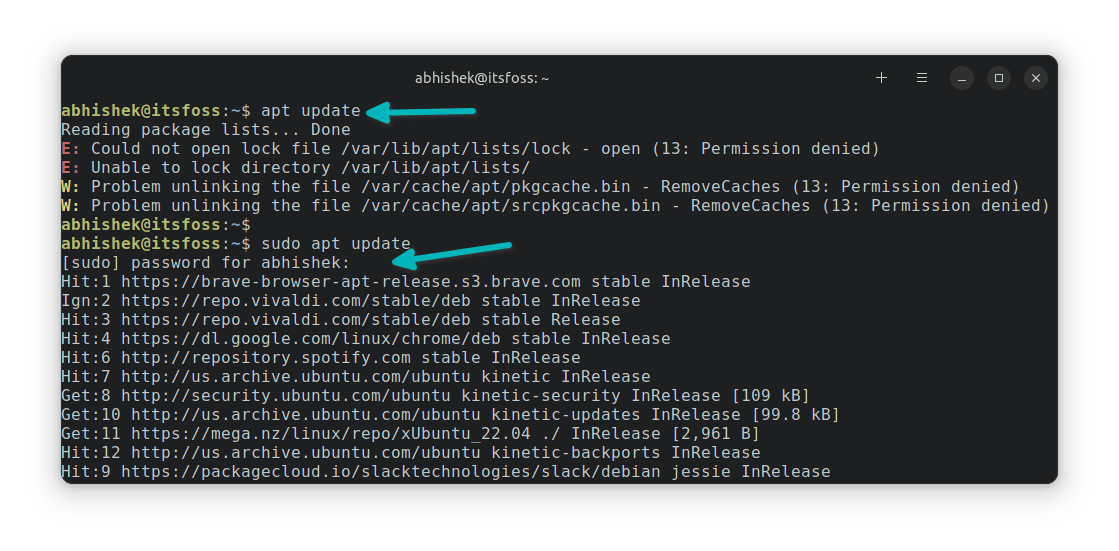 abhishek@itsfoss: ~
abhishek@itsfoss:~$ apt update
Reading package lists... Done
E: Could not open lock file /var/lib/apt/lists/lock - open (13: Permission denied)
E: Unable to lock directory /var/lib/apt/lists/
W: Problem unlinking the file /var/cache/apt/pkgcache.bin - RemoveCaches (13: Permission denied)
W: Problem unlinking the file /var/cache/apt/srcpkgcache.bin - RemoveCaches (13: Permission denied)
abhishek@itsfoss:~$
abhishek@itsfoss:~$ sudo apt update
[sudo] password for abhishek:
Hit:1 https://brave-browser-apt-release.s3.brave.com stable InRelease
Ign:2 https://repo.vivaldi.com/stable/deb stable InRelease
Hit:3 https://repo.vivaldi.com/stable/deb stable Release
Hit:4 https://dl.google.com/linux/chrome/deb stable InRelease
Hit:6 http://repository.spotify.com stable InRelease
Hit:7 http://us.archive.ubuntu.com/ubuntu kinetic InRelease
Get:8 http://security.ubuntu.com/ubuntu kinetic-security InRelease [109 kB]
Get:10 http://us.archive.ubuntu.com/ubuntu kinetic-updates InRelease [99.8 kB]
Get:11 https://mega.nz/linux/repo/xUbuntu_22.04 ./ InRelease [2,961 B]
Hit:12 http://us.archive.ubuntu.com/ubuntu kinetic-backports InRelease
Hit:9 https://packagecloud.io/slacktechnologies/slack/debian jessie InRelease